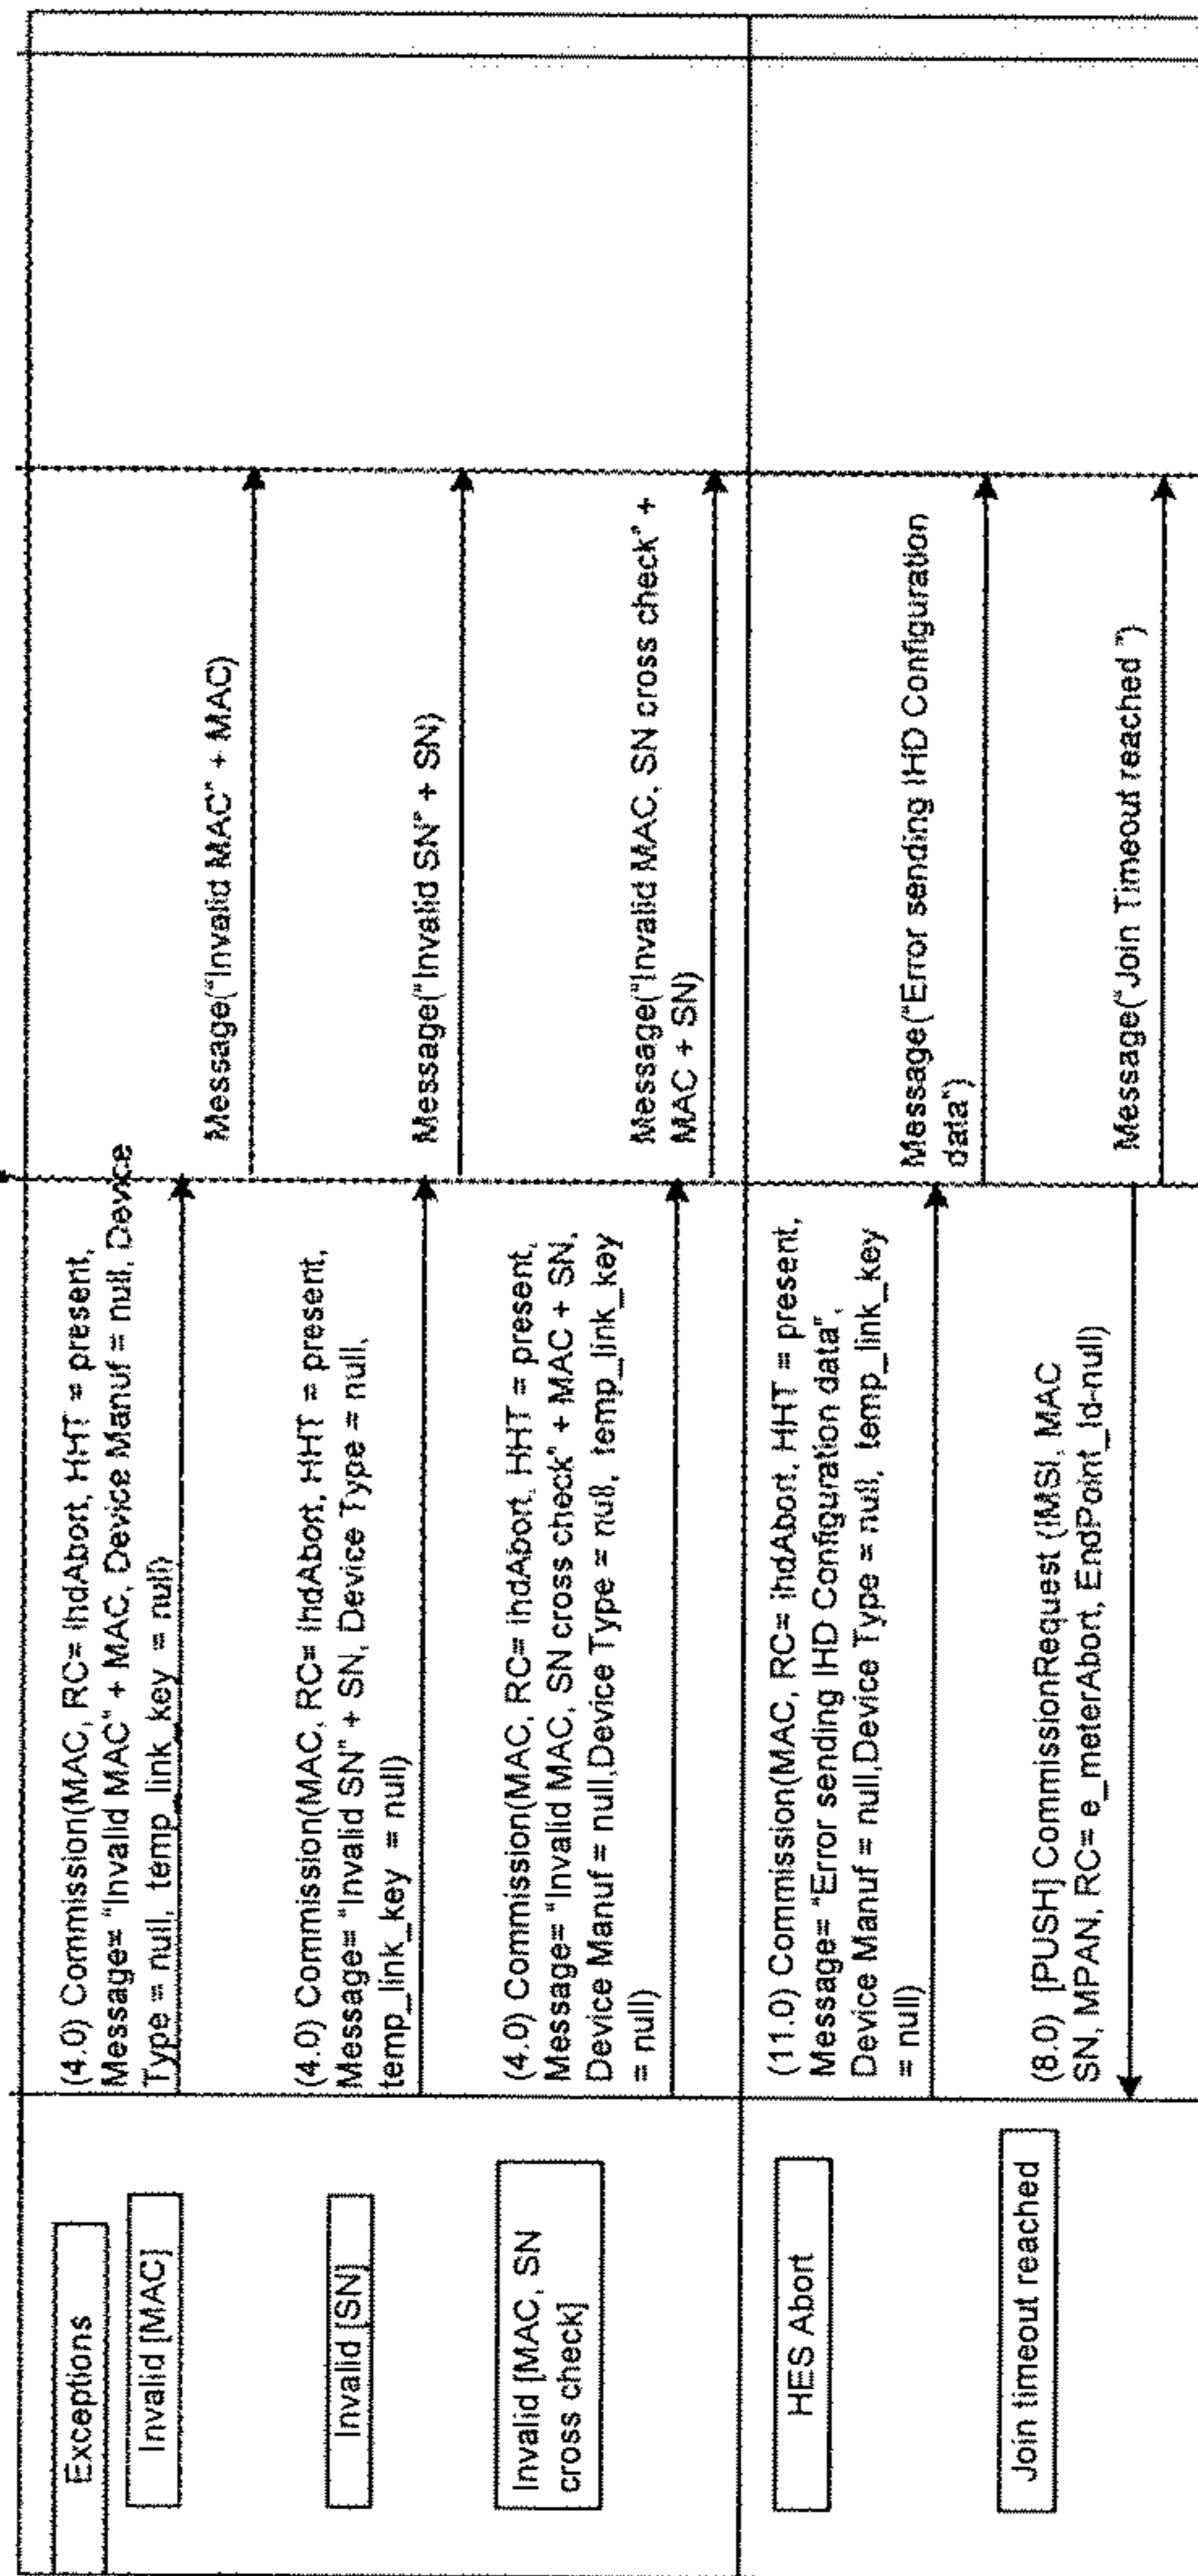 Exceptions
Invalid [MAC]
(4.0) Commission(MAC, RC= ihdAbort, HHT = present,
Message= "Invalid MAC" + MAC, Device Manuf = null, Device
Type = null, temp_link_key = null)
Message("Invalid MAC" + MAC)
Invalid [SN]
(4.0) Commission(MAC, RC= ihdAbort, HHT = present,
Message= "Invalid SN" + SN, Device Type = null,
temp_link_key = null)
Message("Invalid SN" + SN)
Invalid [MAC, SN
cross check]
(4.0) Commission(MAC, RC= ihdAbort, HHT = present,
Message= "Invalid MAC, SN cross check" + MAC + SN,
Device Manuf = null,Device Type = null, temp_link_key
= null)
Message("Invalid MAC, SN cross check" +
MAC + SN)
HES Abort
(11.0) Commission(MAC, RC= ihdAbort, HHT = present,
Message= "Error sending IHD Configuration data",
Device Manuf = null,Device Type = null, temp_link_key
= null)
Message("Error sending IHD Configuration
data")
Join timeout reached
(8.0) [PUSH] CommissionRequest (IMSI, MAC
SN, MPAN, RC= e_meterAbort, EndPoint_Id-null)
Message("Join Timeout reached ")